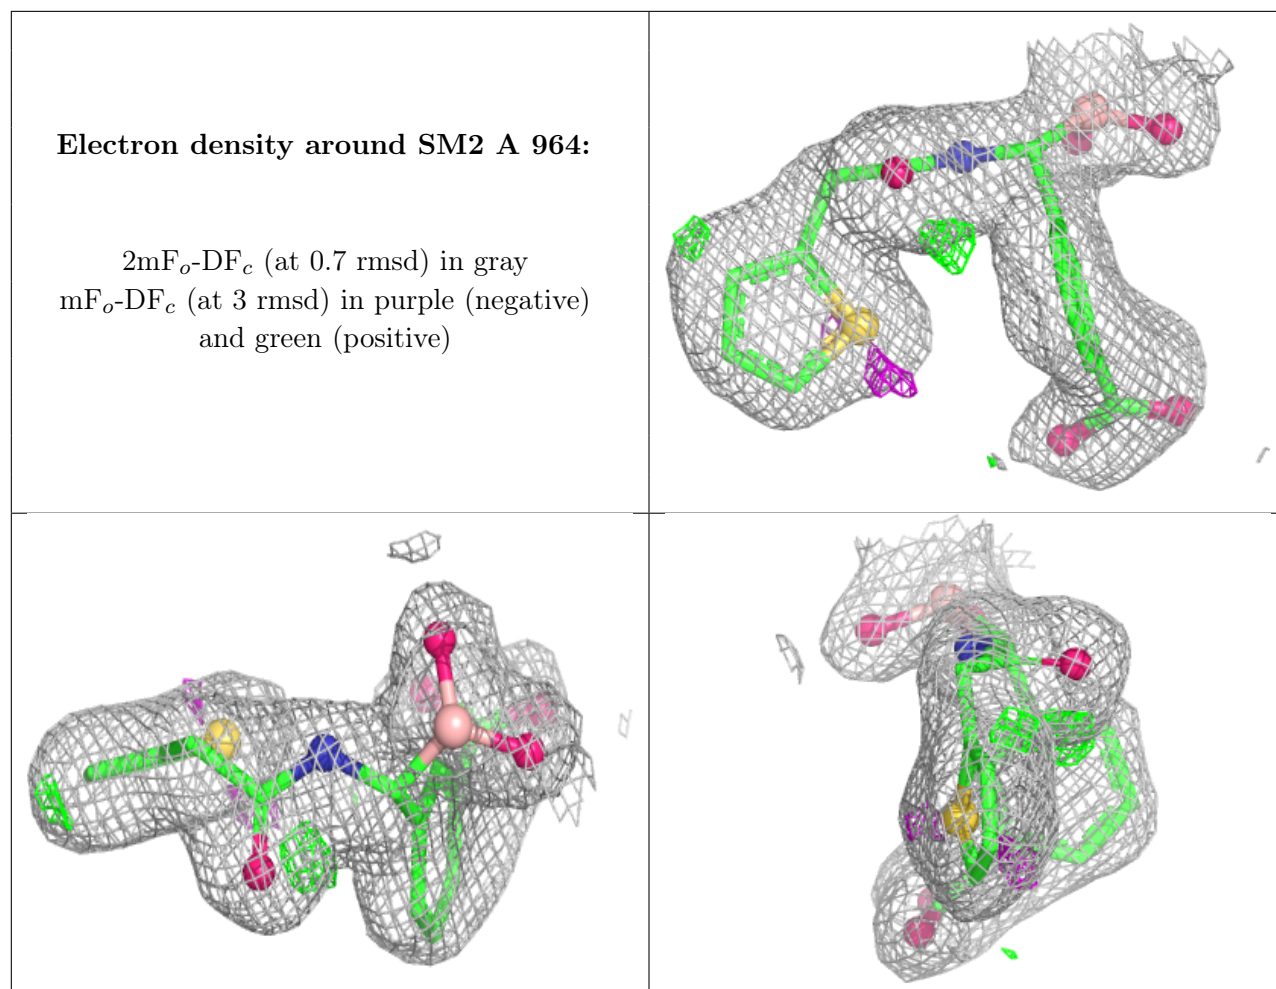 Electron density around SM2 A 964:
2mFo-DFc (at 0.7 rmsd) in gray
mFo-DFc (at 3 rmsd) in purple (negative)
and green (positive)